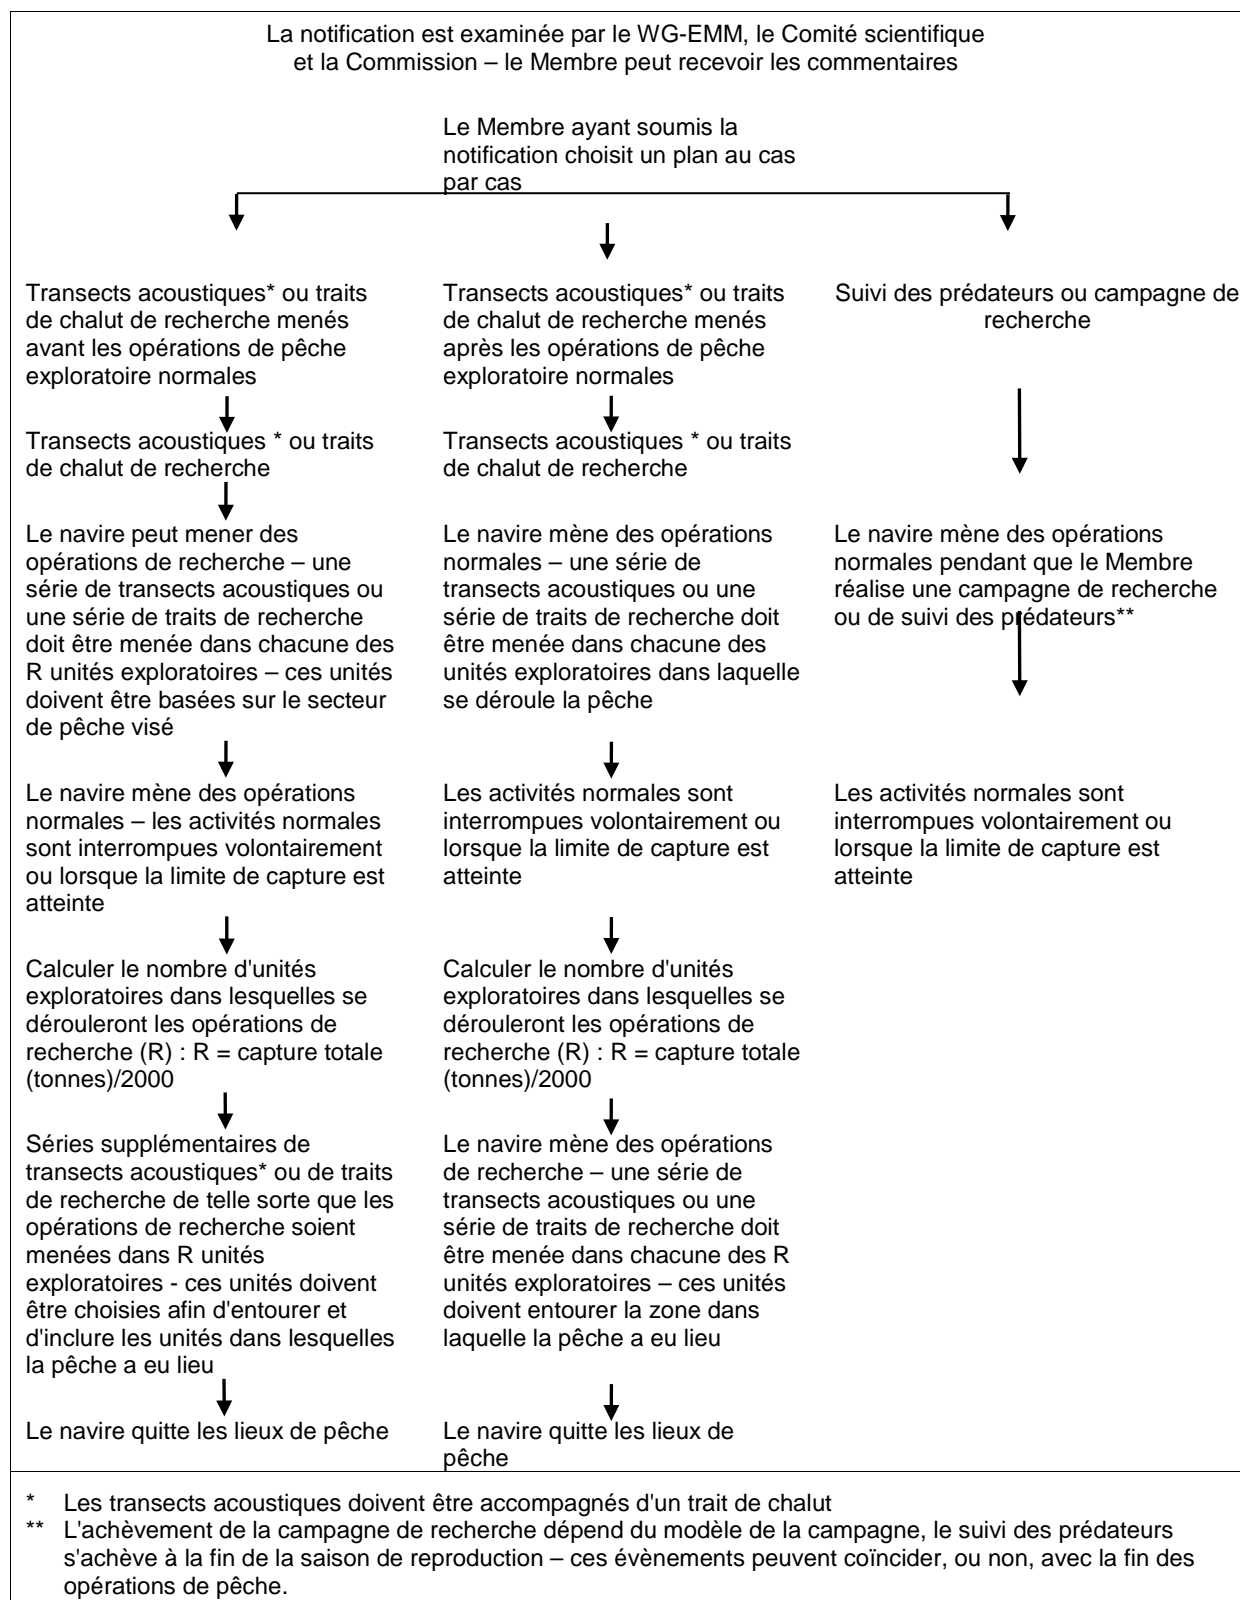 La notification est examinée par le WG-EMM, le Comité scientifique
et la Commission – le Membre peut recevoir les commentaires
Le Membre ayant soumis la
notification choisit un plan au cas
par cas
Transects acoustiques* ou traits
de chalut de recherche menés
avant les opérations de pêche
exploratoire normales
Transects acoustiques * ou traits
de chalut de recherche
Le navire peut mener des
opérations de recherche – une
série de transects acoustiques ou
une série de traits de recherche
doit être menée dans chacune des
R unités exploratoires – ces unités
doivent être basées sur le secteur
de pêche visé
Le navire mène des opérations
normales – les activités normales
sont interrompues volontairement
ou lorsque la limite de capture est
atteinte
Calculer le nombre d'unités
exploratoires dans lesquelles se
dérouleront les opérations de
recherche (R) : R = capture totale
(tonnes)/2000
Séries supplémentaires de
transects acoustiques* ou de traits
de recherche de telle sorte que les
opérations de recherche soient
menées dans R unités
exploratoires - ces unités doivent
être choisies afin d'entourer et
d'inclure les unités dans lesquelles
la pêche a eu lieu
Le navire quitte les lieux de pêche
Transects acoustiques* ou traits
de chalut de recherche menés
après les opérations de pêche
exploratoire normales
Transects acoustiques * ou traits
de chalut de recherche
Le navire mène des opérations
normales – une série de
transects acoustiques ou une
série de traits de recherche doit
être menée dans chacune des
unités exploratoires dans laquelle
se déroule la pêche
Les activités normales sont
interrompues volontairement ou
lorsque la limite de capture est
atteinte
Calculer le nombre d'unités
exploratoires dans lesquelles se
dérouleront les opérations de
recherche (R) : R = capture totale
(tonnes)/2000
Le navire mène des opérations
de recherche – une série de
transects acoustiques ou une
série de traits de recherche doit
être menée dans chacune des R
unités exploratoires – ces unités
doivent entourer la zone dans
laquelle la pêche a eu lieu
Le navire quitte les lieux de
pêche
Suivi des prédateurs ou campagne de
recherche
Le navire mène des opérations
normales pendant que le Membre
réalise une campagne de recherche
ou de suivi des prédateurs**
Les activités normales sont
interrompues volontairement ou
lorsque la limite de capture est
atteinte
* Les transects acoustiques doivent être accompagnés d'un trait de chalut
** L'achèvement de la campagne de recherche dépend du modèle de la campagne, le suivi des prédateurs
s'achève à la fin de la saison de reproduction – ces évènements peuvent coïncider, ou non, avec la fin des
opérations de pêche.